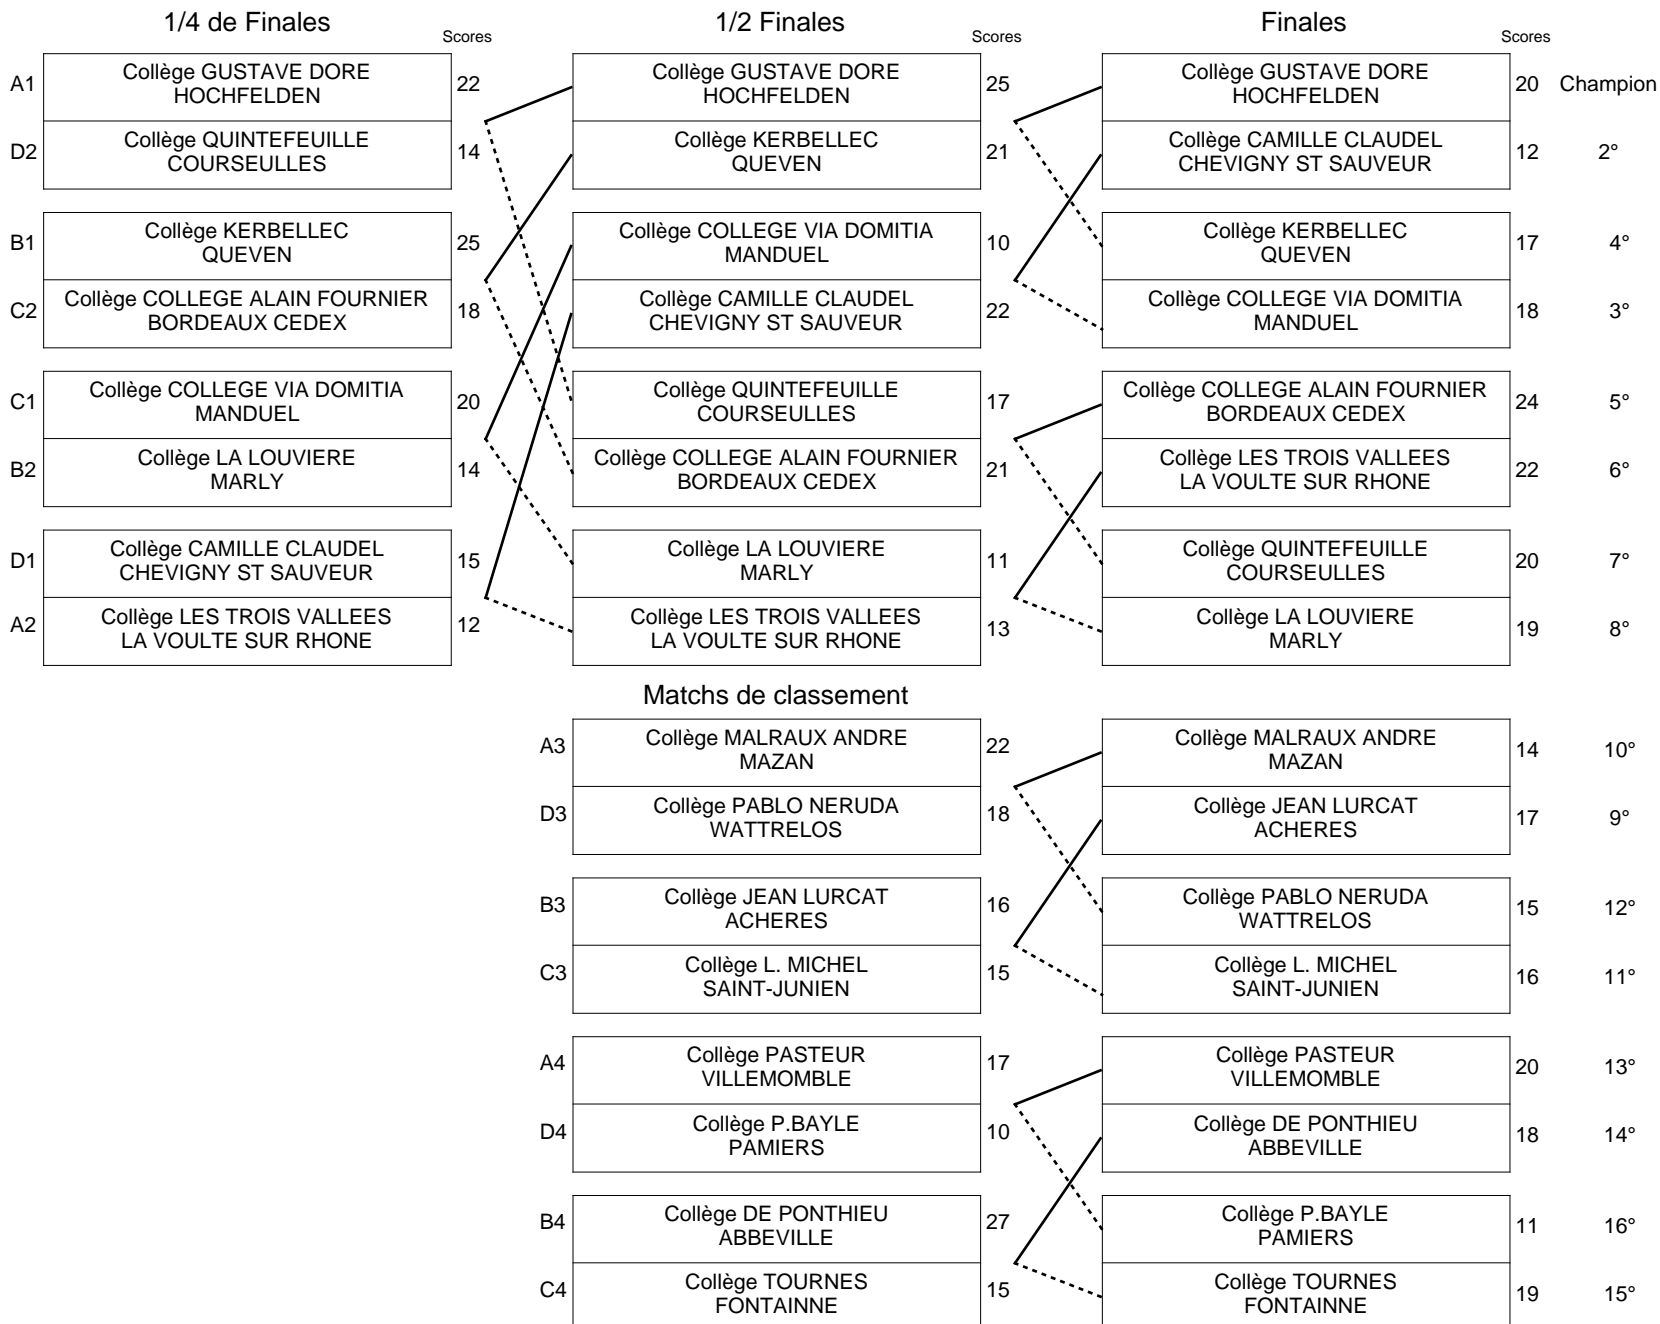 1/4 de Finales
1/2 Finales
Finales
Scores
Scores
Scores
A1
Collège GUSTAVE DORE
HOCHFELDEN
22
Collège GUSTAVE DORE
HOCHFELDEN
25
Collège GUSTAVE DORE
HOCHFELDEN
20
Champion
D2
Collège QUINTEFEUILLE
COURSEULLES
14
Collège KERBELLEC
QUEVEN
21
Collège CAMILLE CLAUDEL
CHEVIGNY ST SAUVEUR
12
2°
B1
Collège KERBELLEC
QUEVEN
25
Collège COLLEGE VIA DOMITIA
MANDUEL
10
Collège KERBELLEC
QUEVEN
17
4°
C2
Collège COLLEGE ALAIN FOURNIER
BORDEAUX CEDEX
18
Collège CAMILLE CLAUDEL
CHEVIGNY ST SAUVEUR
22
Collège COLLEGE VIA DOMITIA
MANDUEL
18
3°
C1
Collège COLLEGE VIA DOMITIA
MANDUEL
20
Collège QUINTEFEUILLE
COURSEULLES
17
Collège COLLEGE ALAIN FOURNIER
BORDEAUX CEDEX
24
5°
B2
Collège LA LOUVIERE
MARLY
14
Collège COLLEGE ALAIN FOURNIER
BORDEAUX CEDEX
21
Collège LES TROIS VALLEES
LA VOULTE SUR RHONE
22
6°
D1
Collège CAMILLE CLAUDEL
CHEVIGNY ST SAUVEUR
15
Collège LA LOUVIERE
MARLY
11
Collège QUINTEFEUILLE
COURSEULLES
20
7°
A2
Collège LES TROIS VALLEES
LA VOULTE SUR RHONE
12
Collège LES TROIS VALLEES
LA VOULTE SUR RHONE
13
Collège LA LOUVIERE
MARLY
19
8°
Matchs de classement
A3
Collège MALRAUX ANDRE
MAZAN
22
Collège MALRAUX ANDRE
MAZAN
14
10°
D3
Collège PABLO NERUDA
WATTRELOS
18
Collège JEAN LURCAT
ACHERES
17
9°
B3
Collège JEAN LURCAT
ACHERES
16
Collège PABLO NERUDA
WATTRELOS
15
12°
C3
Collège L. MICHEL
SAINT-JUNIEN
15
Collège L. MICHEL
SAINT-JUNIEN
16
11°
A4
Collège PASTEUR
VILLEMOMBLE
17
Collège PASTEUR
VILLEMOMBLE
20
13°
D4
Collège P.BAYLE
PAMIERS
10
Collège DE PONTHIEU
ABBEVILLE
18
14°
B4
Collège DE PONTHIEU
ABBEVILLE
27
Collège P.BAYLE
PAMIERS
11
16°
C4
Collège TOURNES
FONTAINNE
15
Collège TOURNES
FONTAINNE
19
15°